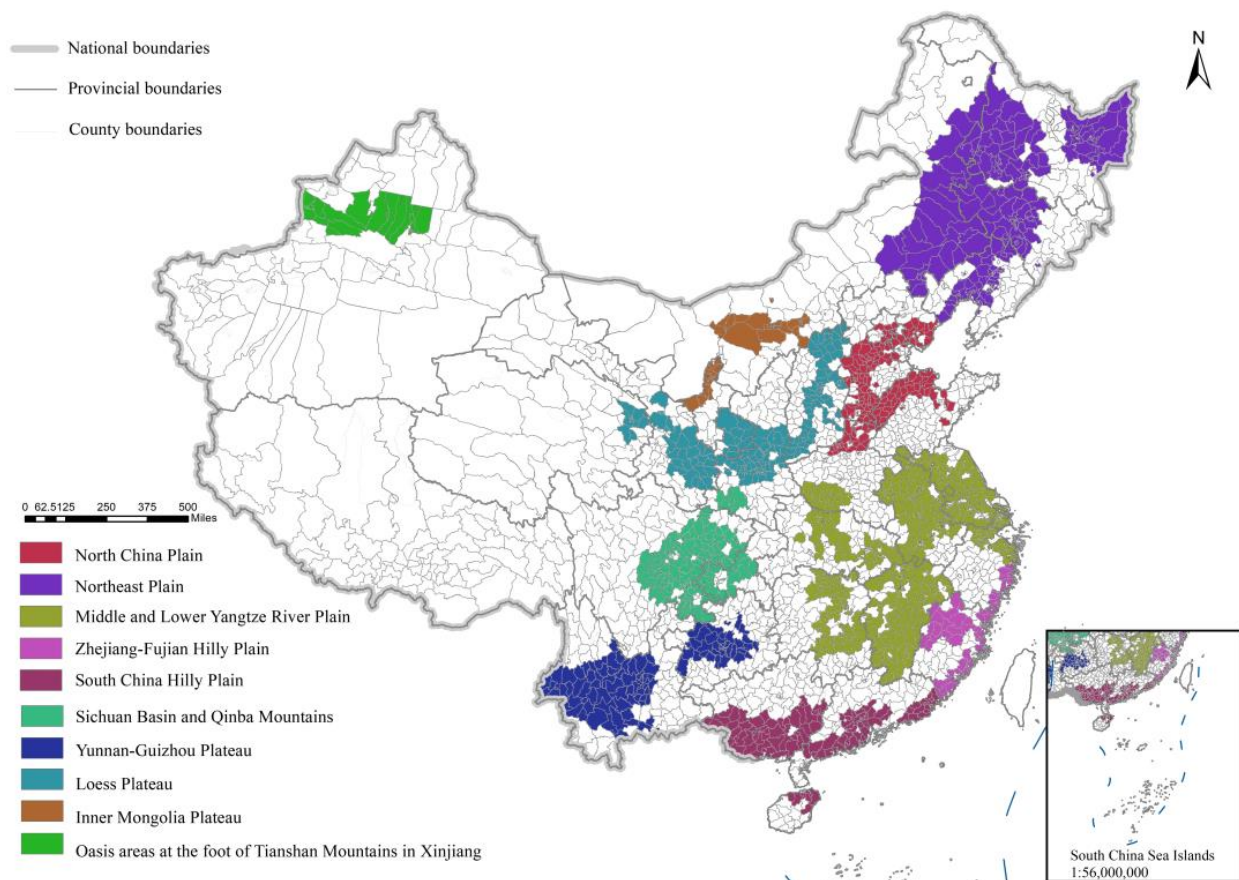 National boundaries
Provincial boundaries
County boundaries
N
0 62.5125 250 375 500
Miles
North China Plain
Northeast Plain
Middle and Lower Yangtze River Plain
Zhejiang-Fujian Hilly Plain
South China Hilly Plain
Sichuan Basin and Qinba Mountains
Yunnan-Guizhou Plateau
Loess Plateau
Inner Mongolia Plateau
Oasis areas at the foot of Tianshan Mountains in Xinjiang
South China Sea Islands
1:56,000,000